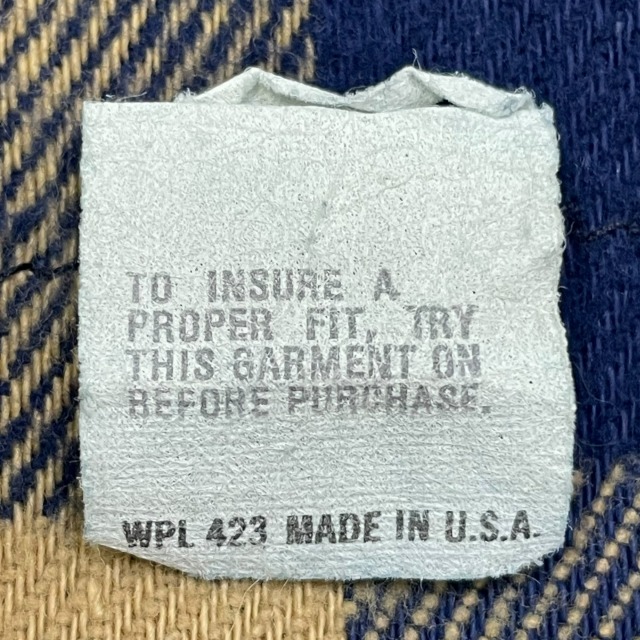 TO INSURE A
PROPER FIT, TRY
THIS GARMENT ON
BEFORE PURCHASE.
WPL 423 MADE IN U.S.A.